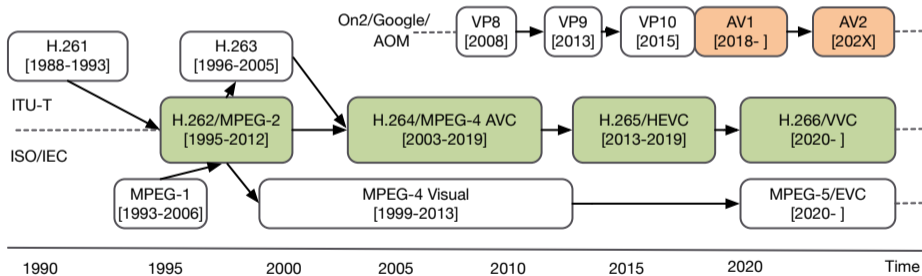 On2/Google/
AOM
VP8
[2008]
VP9
[2013]
VP10
[2015]
AV1
[2018- ]
AV2
[202X]
H.261
[1988-1993]
H.263
[1996-2005]
ITU-T
ISO/IEC
H.262/MPEG-2
[1995-2012]
H.264/MPEG-4 AVC
[2003-2019]
H.265/HEVC
[2013-2019]
H.266/VVC
[2020- ]
MPEG-1
[1993-2006]
MPEG-4 Visual
[1999-2013]
MPEG-5/EVC
[2020- ]
1990 1995 2000 2005 2010 2015 2020 Time